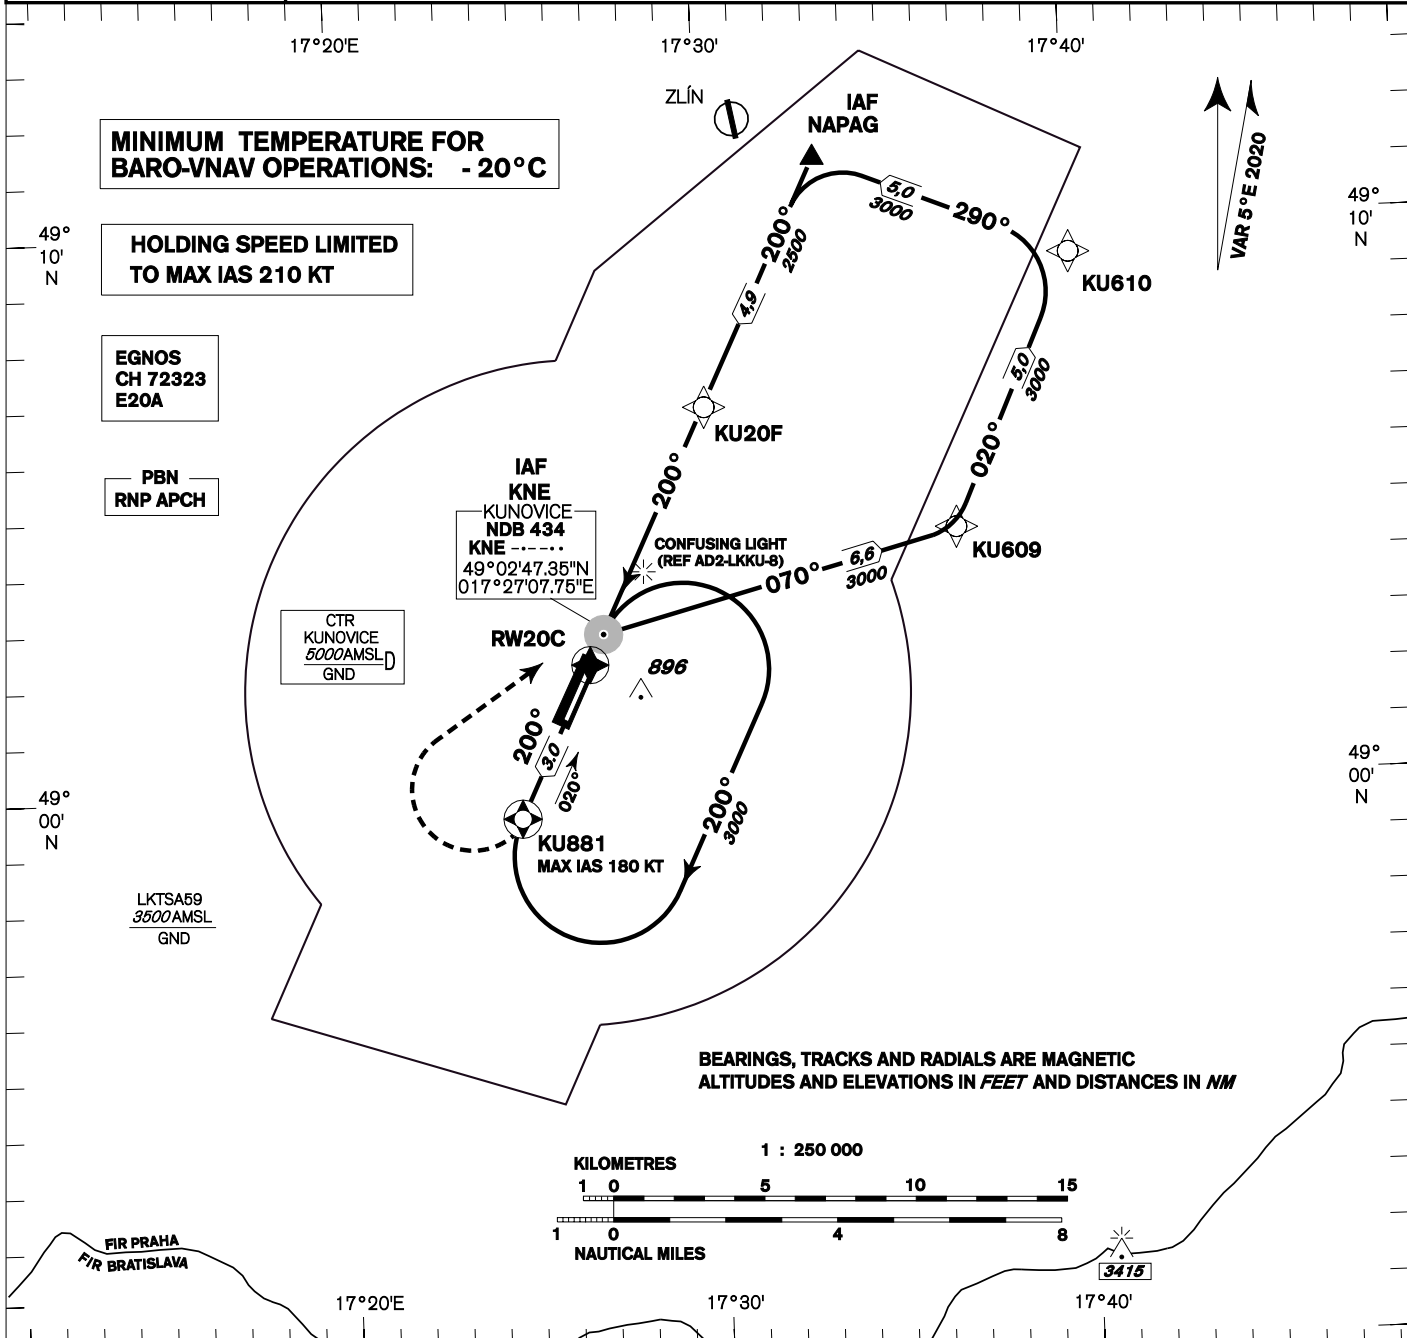 17°20'E
17°30'
17°40'
ZLÍN
IAF
NAPAG
MINIMUM TEMPERATURE FOR
BARO-VNAV OPERATIONS: - 20°C
VAR 5°E 2020
5,0
3000
290°
49°
10'
N
49°
10'
N
HOLDING SPEED LIMITED
TO MAX IAS 210 KT
200°
2500
KU610
4,9
EGNOS
CH 72323
E20A
5,0
3000
KU20F
020°
PBN
RNP APCH
IAF
KNE
KUNOVICE
NDB 434
KNE -·- -· ·
49°02'47.35"N
017°27'07.75"E
200°
CONFUSING LIGHT
(REF AD2-LKKU-8)
KU609
6,6
3000
070°
CTR
KUNOVICE
5000AMSL D
GND
RW20C
896
200°
3.0
020°
49°
00'
N
49°
00'
N
200°
3000
KU881
MAX IAS 180 KT
LKTSA59
3500AMSL
GND
BEARINGS, TRACKS AND RADIALS ARE MAGNETIC
ALTITUDES AND ELEVATIONS IN FEET AND DISTANCES IN NM
1 : 250 000
KILOMETRES
1 0 5 10 15
1 0 4 8
NAUTICAL MILES
FIR PRAHA
FIR BRATISLAVA
3415
17°20'E
17°30'
17°40'